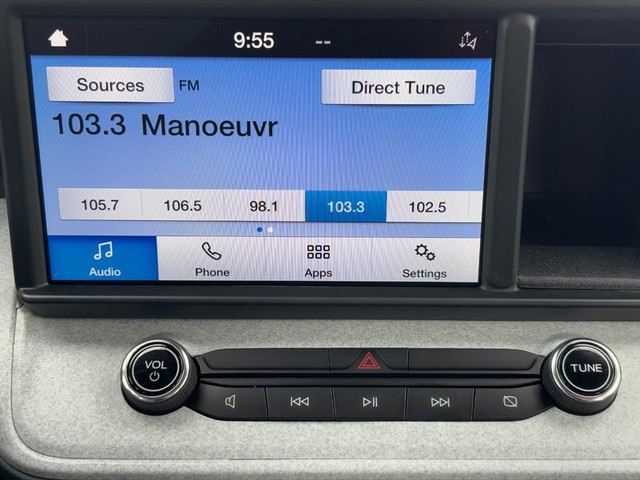 9:55 --
Sources FM Direct Tune
103.3 Manoeuvr
105.7 106.5 98.1 103.3 102.5
Audio Phone Apps Settings
VOL
TUNE